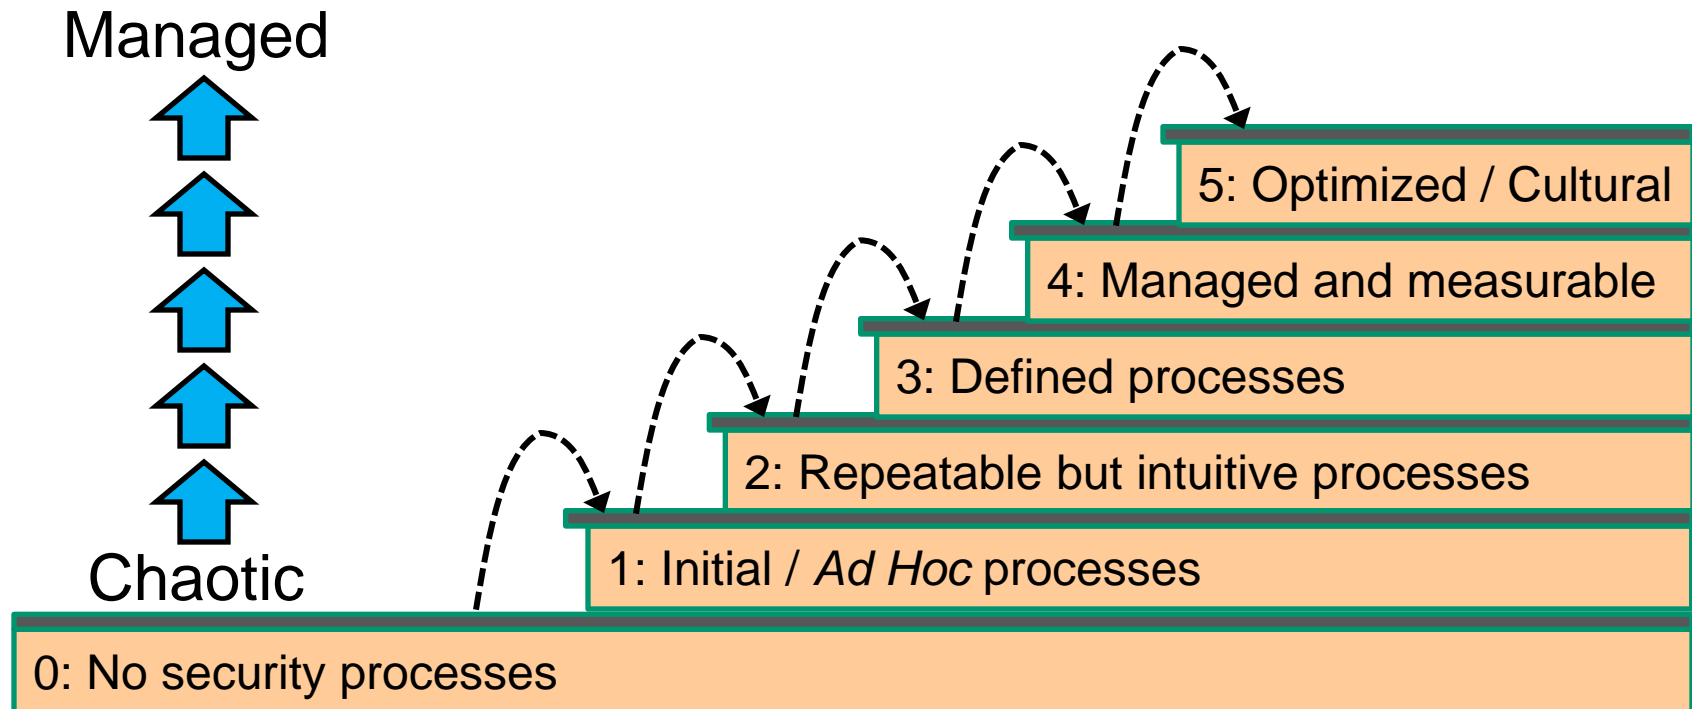 Managed
5: Optimized / Cultural
4: Managed and measurable
3: Defined processes
2: Repeatable but intuitive processes
1: Initial / Ad Hoc processes
Chaotic
0: No security processes